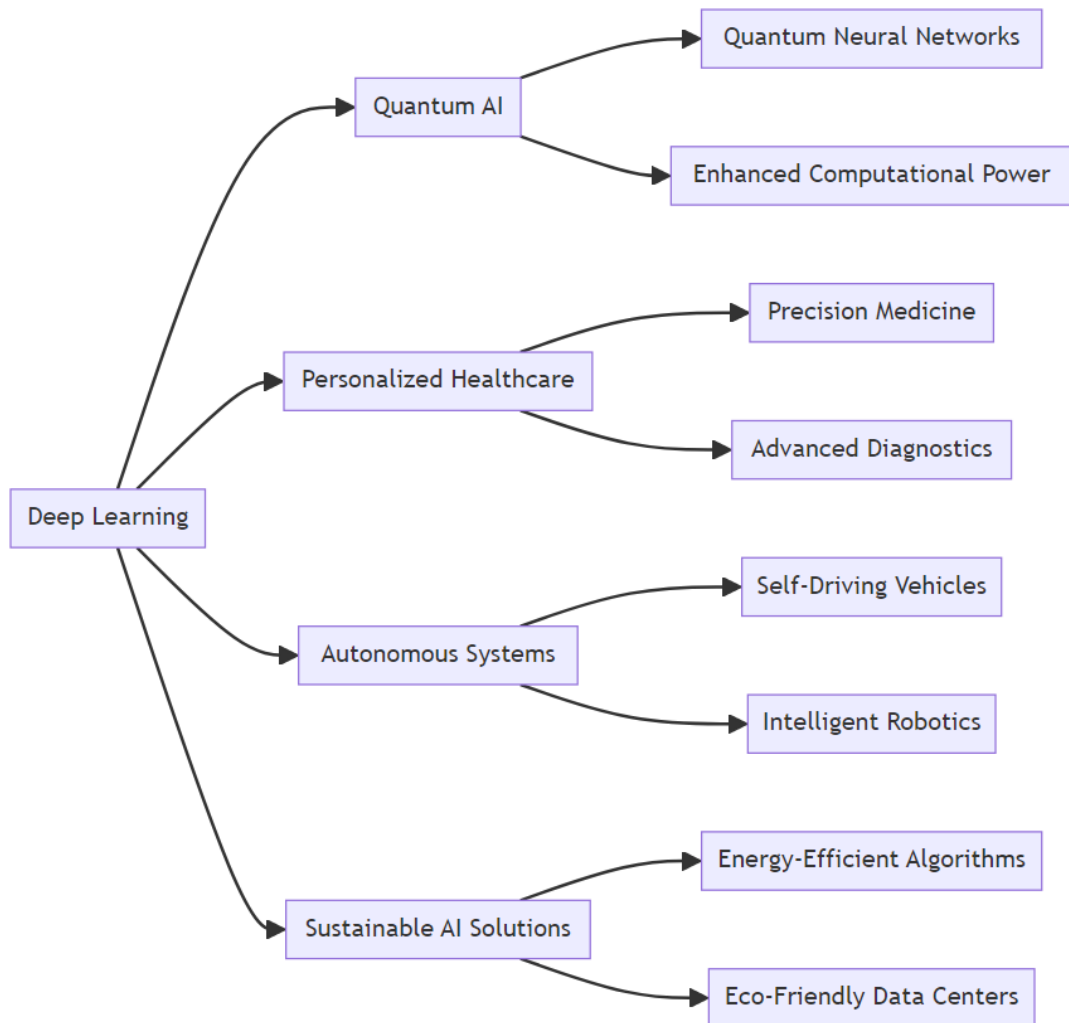 Quantum Neural Networks
Quantum AI
Enhanced Computational Power
Precision Medicine
Personalized Healthcare
Advanced Diagnostics
Deep Learning
Self-Driving Vehicles
Autonomous Systems
Intelligent Robotics
Energy-Efficient Algorithms
Sustainable AI Solutions
Eco-Friendly Data Centers